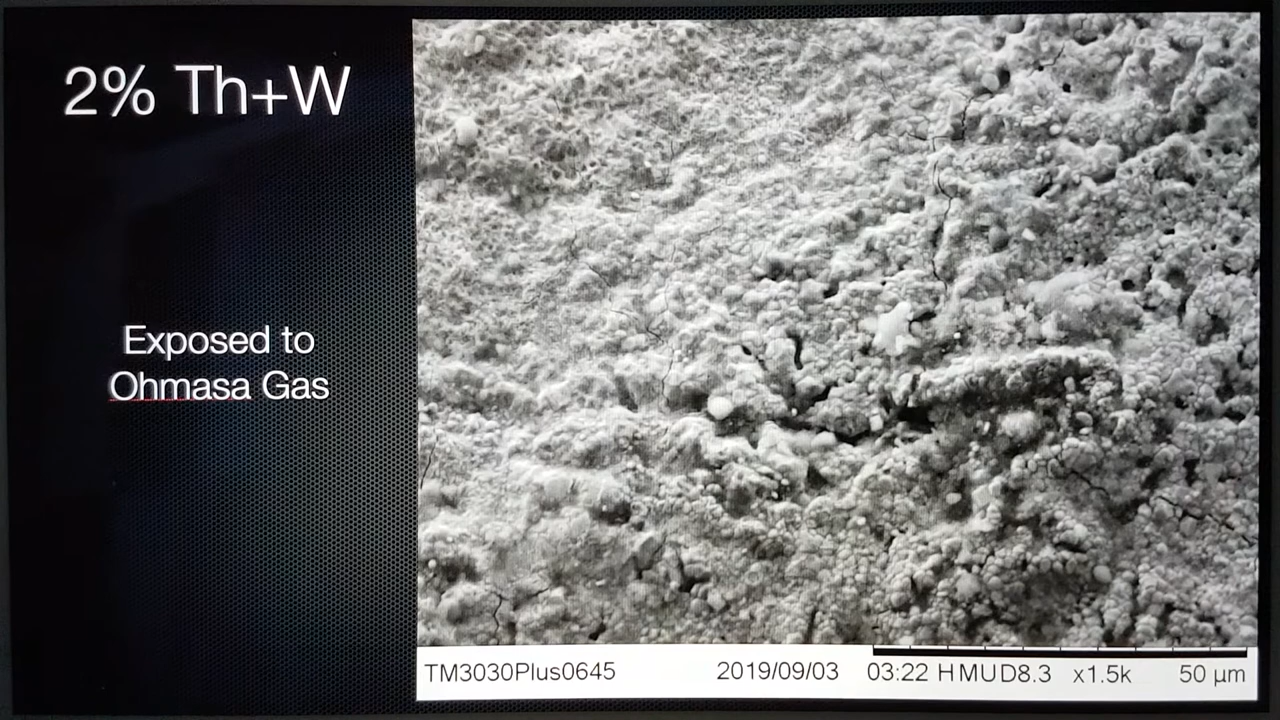 2% Th+W
Exposed to
Ohmasa Gas
TM3030Plus0645 2019/09/03 03:22 HMUD8.3 x1.5k 50 µm